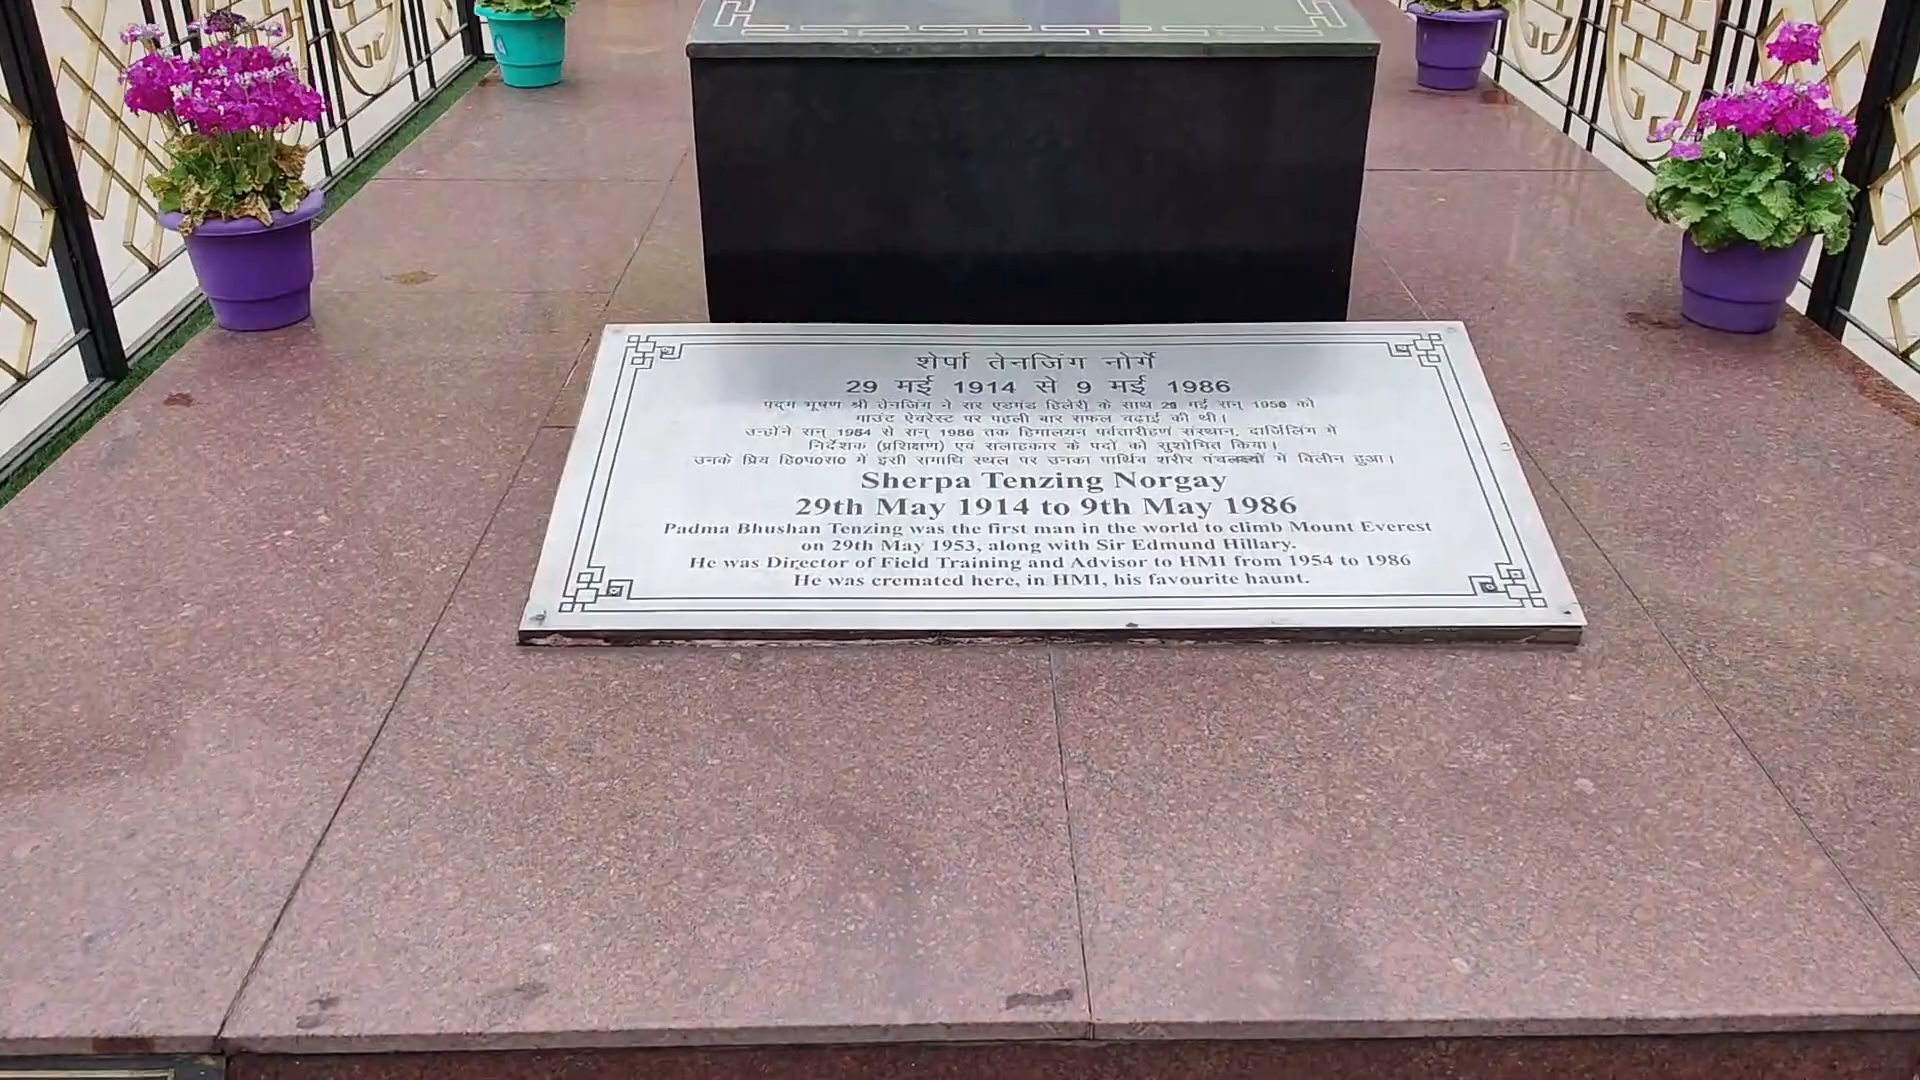 शेर्पा तेनजिंग नोर्गे
29 मई 1914 से 9 मई 1986
पद्म भूषण श्री तेनजिंग ने सर एडमंड हिलेरी के साथ 29 मई सन् को
माउंट ऐवरेस्ट पर पहली बार सफल चढ़ाई की थी।
उन्होंने सन् 1954 से सन् 1986 तक हिमालयन पर्वतारोहण संस्थान, दार्जिलिंग में
निर्देशक (प्रशिक्षण) एवं सलाहकार के पदों को सुशोभित किया।
उनके प्रिय हि०प०स० में इसी समाधि स्थल पर उनका पार्थिव शरीर में विलीन हुआ।
Sherpa Tenzing Norgay
29th May 1914 to 9th May 1986
Padma Bhushan Tenzing was the first man in the world to climb Mount Everest
on 29th May 1953, along with Sir Edmund Hillary.
He was Director of Field Training and Advisor to HMI from 1954 to 1986
He was cremated here, in HMI, his favourite haunt.